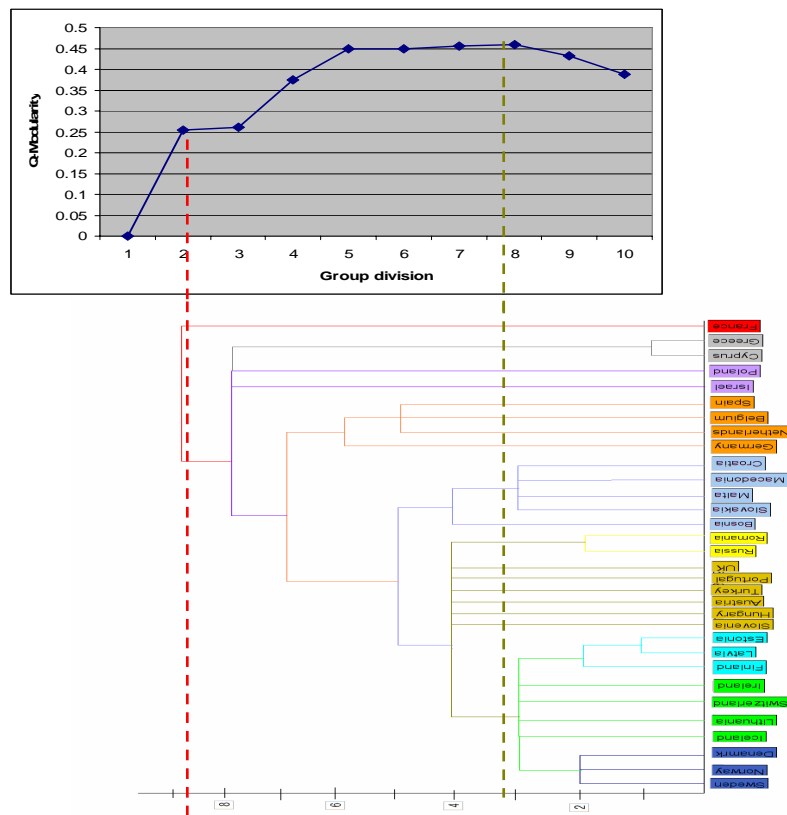 0.5
0.45
0.4
0.35
0.3
0.25
0.2
0.15
0.1
0.05
0
Q-Modularity
1 2 3 4 5 6 7 8 9 10
Group division
France
Greece
Cyprus
Poland
Israel
Spain
Belgium
Netherlands
Germany
Croatia
Macedonia
Malta
Slovakia
Bosnia
Romania
Russia
UK
Portugal
Turkey
Austria
Hungary
Slovenia
Estonia
Latvia
Finland
Ireland
Switzerland
Lithuania
Iceland
Denamrk
Norway
Sweden
8 6 4 2